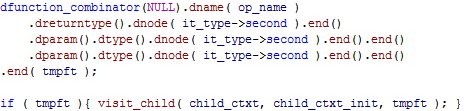 dfunction_combinator(NULL).dname( op_name )
.dreturntype().dnode( it_type->second ).end()
.dparam().dtype().dnode( it_type->second ).end().end()
.dparam().dtype().dnode( it_type->second ).end().end()
.end( tmpft );
if ( tmpft ){ visit_child( child_ctxt, child_ctxt_init, tmpft ); }